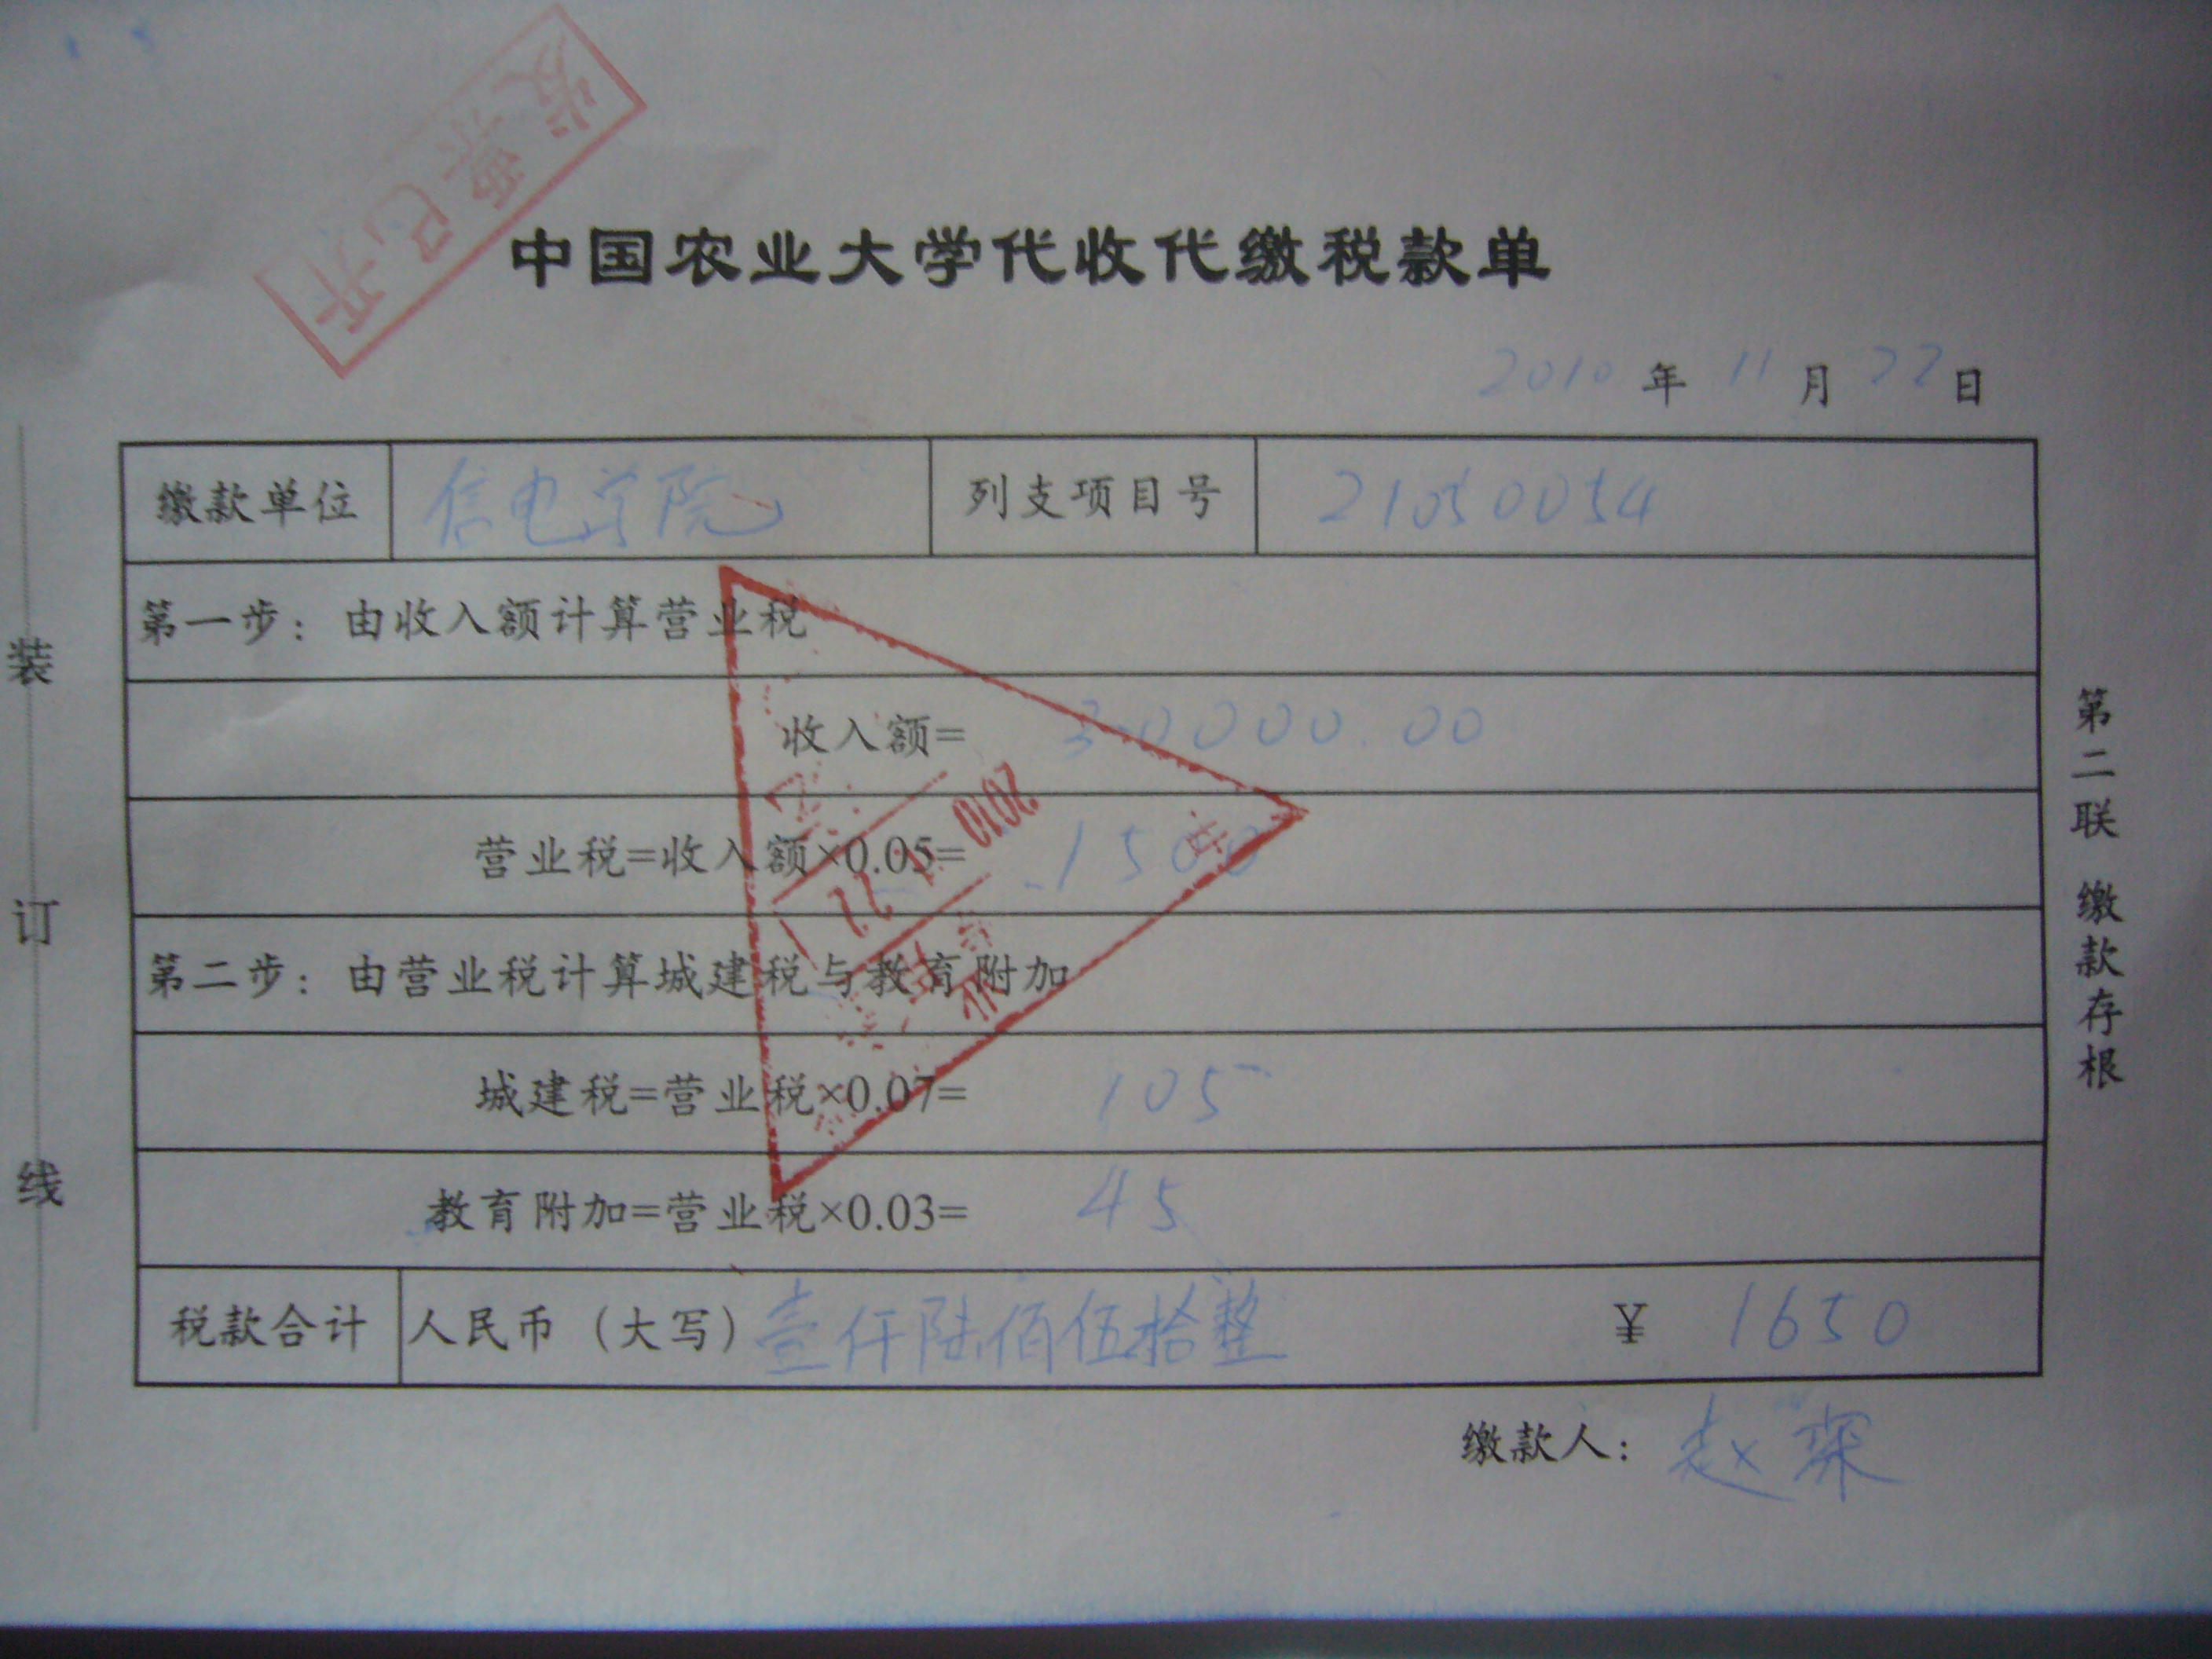 发票已开
中国农业大学代收代缴税款单
2010 年 11 月 22 日
缴款单位 信电学院 列支项目号 21050054
第一步：由收入额计算营业税
收入额= 30000.00
营业税=收入额×0.05= 1500
第二步：由营业税计算城建税与教育附加
城建税=营业税×0.07= 105
教育附加=营业税×0.03= 45
税款合计 人民币（大写） 壹仟陆佰伍拾整 ¥ 1650
缴款人： 赵
装订线
第二联 缴款存根
2010 11 22